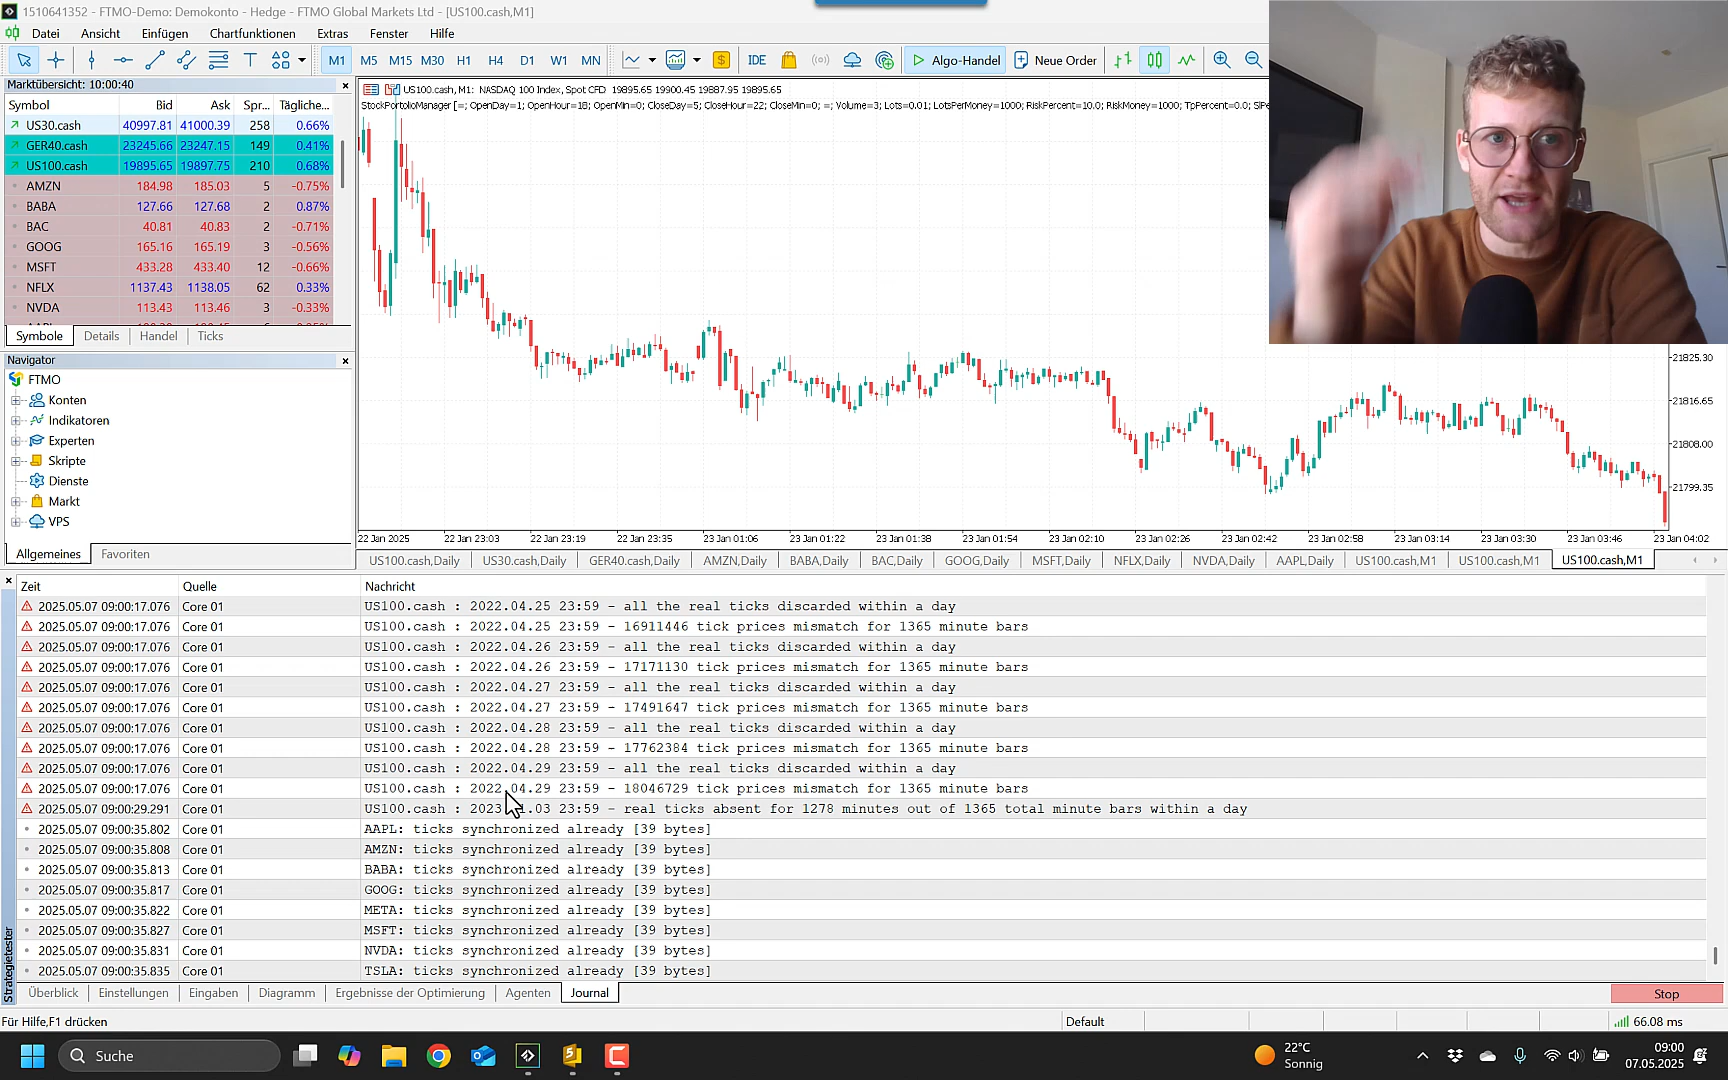 1510641352 - FTMO-Demo: Demokonto - Hedge - FTMO Global Markets Ltd - [US100.cash,M1]
Datei Ansicht Einfügen Chartfunktionen Extras Fenster Hilfe
M1 M5 M15 M30 H1 H4 D1 W1 MN IDE Algo-Handel Neue Order
Marktübersicht: 10:00:40
Symbol Bid Ask Spr... Tägliche...
US30.cash 40997.81 41000.39 258 0.66%
GER40.cash 23245.66 23247.15 149 0.41%
US100.cash 19895.65 19897.75 210 0.68%
AMZN 184.98 185.03 5 -0.75%
BABA 127.66 127.68 2 0.87%
BAC 40.81 40.83 2 -0.71%
GOOG 165.16 165.19 3 -0.56%
MSFT 433.28 433.40 12 -0.66%
NFLX 1137.43 1138.05 62 0.33%
NVDA 113.43 113.46 3 -0.33%
Symbole Details Handel Ticks
Navigator
FTMO
Konten
Indikatoren
Experten
Skripte
Dienste
Markt
VPS
Allgemeines Favoriten
US100.cash, M1: NASDAQ 100 Index, Spot CFD 19895.65 19900.45 19887.95 19895.65
StockPortolioManager [=; OpenDay=1; OpenHour=18; OpenMin=0; CloseDay=5; CloseHour=22; CloseMin=0; =; Volume=3; Lots=0.01; LotsPerMoney=1000; RiskPercent=10.0; RiskMoney=1000; TpPercent=0.0; SlPe
21825.30
21816.65
21808.00
21799.35
22 Jan 2025 22 Jan 23:03 22 Jan 23:19 22 Jan 23:35 23 Jan 01:06 23 Jan 01:22 23 Jan 01:38 23 Jan 01:54 23 Jan 02:10 23 Jan 02:26 23 Jan 02:42 23 Jan 02:58 23 Jan 03:14 23 Jan 03:30 23 Jan 03:46 23 Jan 04:02
US100.cash,Daily US30.cash,Daily GER40.cash,Daily AMZN,Daily BABA,Daily BAC,Daily GOOG,Daily MSFT,Daily NFLX,Daily NVDA,Daily AAPL,Daily US100.cash,M1 US100.cash,M1 US100.cash,M1
Zeit Quelle Nachricht
2025.05.07 09:00:17.076 Core 01 US100.cash : 2022.04.25 23:59 - all the real ticks discarded within a day
2025.05.07 09:00:17.076 Core 01 US100.cash : 2022.04.25 23:59 - 16911446 tick prices mismatch for 1365 minute bars
2025.05.07 09:00:17.076 Core 01 US100.cash : 2022.04.26 23:59 - all the real ticks discarded within a day
2025.05.07 09:00:17.076 Core 01 US100.cash : 2022.04.26 23:59 - 17171130 tick prices mismatch for 1365 minute bars
2025.05.07 09:00:17.076 Core 01 US100.cash : 2022.04.27 23:59 - all the real ticks discarded within a day
2025.05.07 09:00:17.076 Core 01 US100.cash : 2022.04.27 23:59 - 17491647 tick prices mismatch for 1365 minute bars
2025.05.07 09:00:17.076 Core 01 US100.cash : 2022.04.28 23:59 - all the real ticks discarded within a day
2025.05.07 09:00:17.076 Core 01 US100.cash : 2022.04.28 23:59 - 17762384 tick prices mismatch for 1365 minute bars
2025.05.07 09:00:17.076 Core 01 US100.cash : 2022.04.29 23:59 - all the real ticks discarded within a day
2025.05.07 09:00:17.076 Core 01 US100.cash : 2022.04.29 23:59 - 18046729 tick prices mismatch for 1365 minute bars
2025.05.07 09:00:29.291 Core 01 US100.cash : 23:59 - real ticks absent for 1278 minutes out of 1365 total minute bars within a day
2025.05.07 09:00:35.802 Core 01 AAPL: ticks synchronized already [39 bytes]
2025.05.07 09:00:35.808 Core 01 AMZN: ticks synchronized already [39 bytes]
2025.05.07 09:00:35.813 Core 01 BABA: ticks synchronized already [39 bytes]
2025.05.07 09:00:35.817 Core 01 GOOG: ticks synchronized already [39 bytes]
2025.05.07 09:00:35.822 Core 01 META: ticks synchronized already [39 bytes]
2025.05.07 09:00:35.827 Core 01 MSFT: ticks synchronized already [39 bytes]
2025.05.07 09:00:35.831 Core 01 NVDA: ticks synchronized already [39 bytes]
2025.05.07 09:00:35.835 Core 01 TSLA: ticks synchronized already [39 bytes]
Strategietester
Überblick Einstellungen Eingaben Diagramm Ergebnisse der Optimierung Agenten Journal Stop
Für Hilfe,F1 drücken Default 66.08 ms
Suche 22°C 09:00
Sonnig 07.05.2025